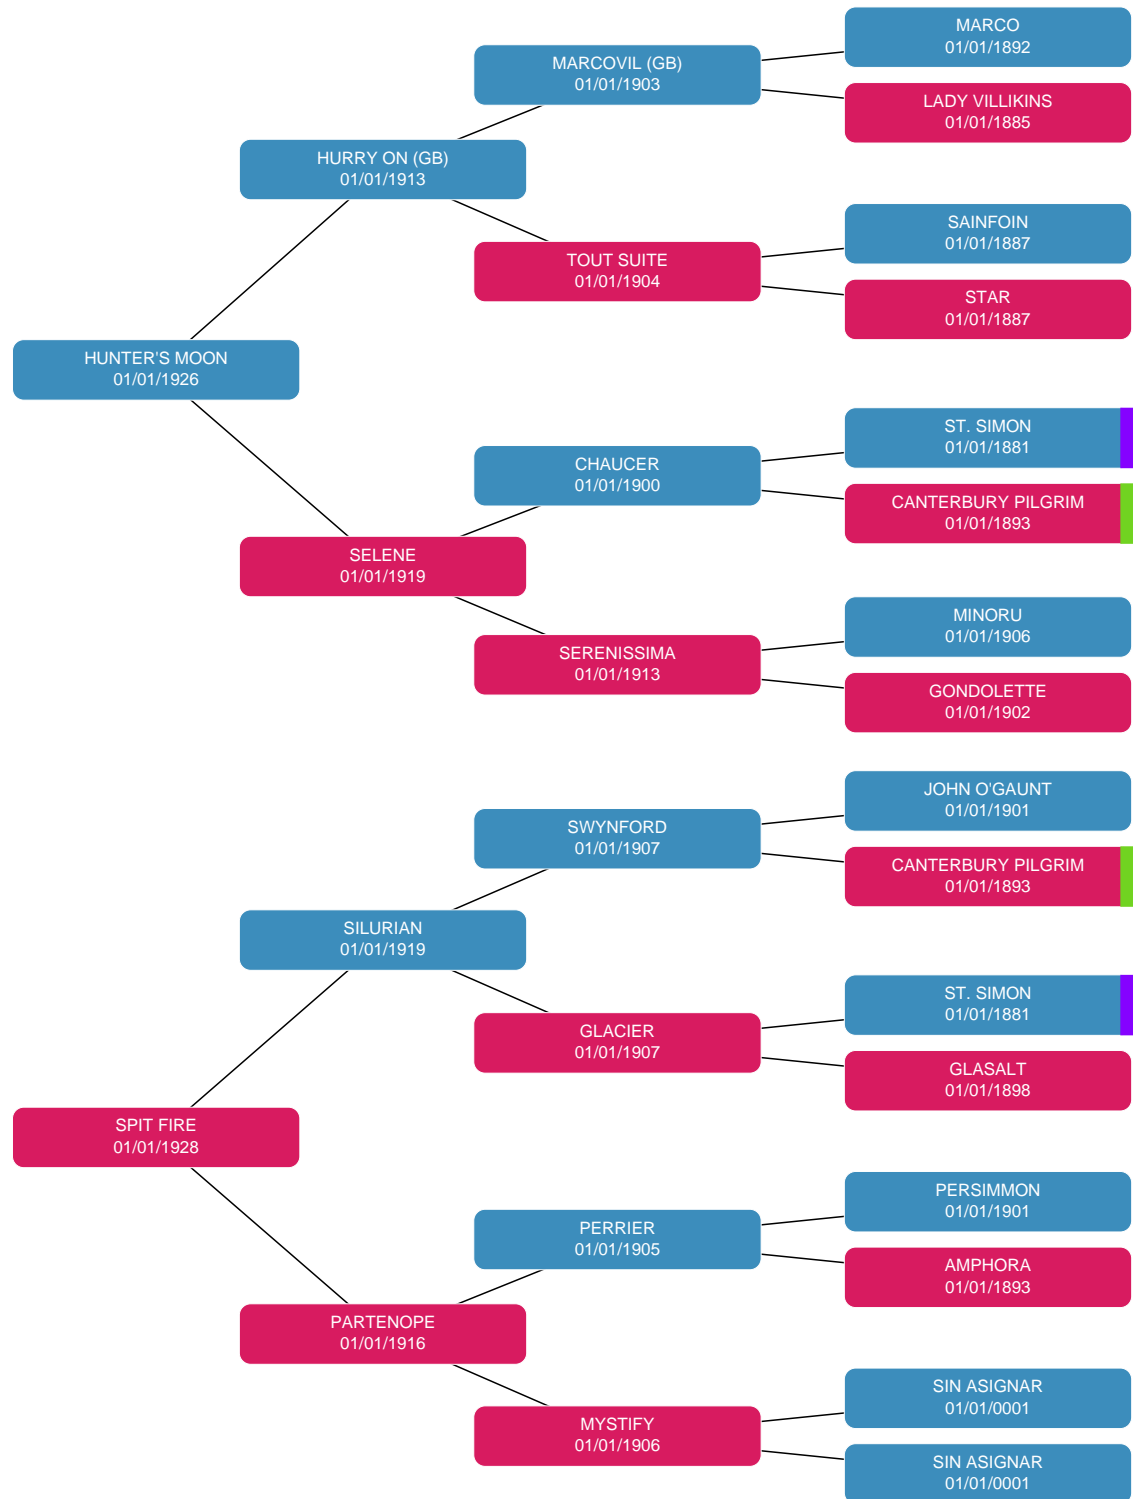 MARCO
01/01/1892
MARCOVIL (GB)
01/01/1903
LADY VILLIKINS
01/01/1885
HURRY ON (GB)
01/01/1913
SAINFOIN
01/01/1887
TOUT SUITE
01/01/1904
STAR
01/01/1887
HUNTER'S MOON
01/01/1926
ST. SIMON
01/01/1881
CHAUCER
01/01/1900
CANTERBURY PILGRIM
01/01/1893
SELENE
01/01/1919
MINORU
01/01/1906
SERENISSIMA
01/01/1913
GONDOLETTE
01/01/1902
JOHN O'GAUNT
01/01/1901
SWYNFORD
01/01/1907
CANTERBURY PILGRIM
01/01/1893
SILURIAN
01/01/1919
ST. SIMON
01/01/1881
GLACIER
01/01/1907
GLASALT
01/01/1898
SPIT FIRE
01/01/1928
PERSIMMON
01/01/1901
PERRIER
01/01/1905
AMPHORA
01/01/1893
PARTENOPE
01/01/1916
SIN ASIGNAR
01/01/0001
MYSTIFY
01/01/1906
SIN ASIGNAR
01/01/0001